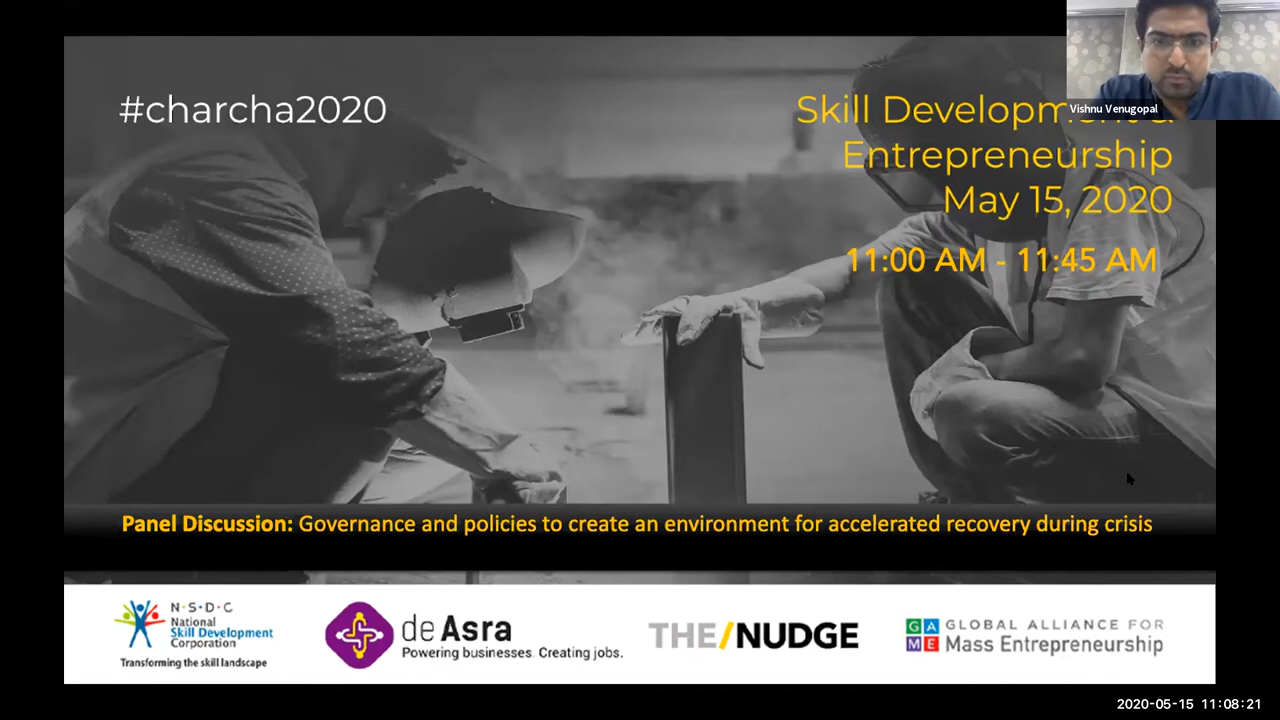 #charcha2020
Skill Development &
Entrepreneurship
May 15, 2020
11:00 AM - 11:45 AM
Vishnu Venugopal
Panel Discussion: Governance and policies to create an environment for accelerated recovery during crisis
N·S·D·C
National
Skill Development
Corporation
Transforming the skill landscape
de Asra
Powering businesses. Creating jobs.
THE/NUDGE
GA
ME
GLOBAL ALLIANCE FOR
Mass Entrepreneurship
2020-05-15 11:08:21